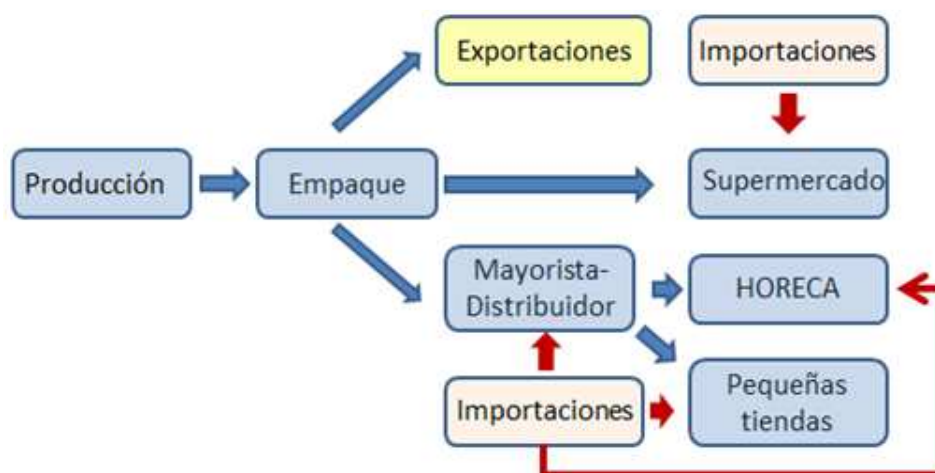 Exportaciones
Importaciones
Producción
Empaque
Supermercado
Mayorista-
Distribuidor
HORECA
Importaciones
Pequeñas
tiendas